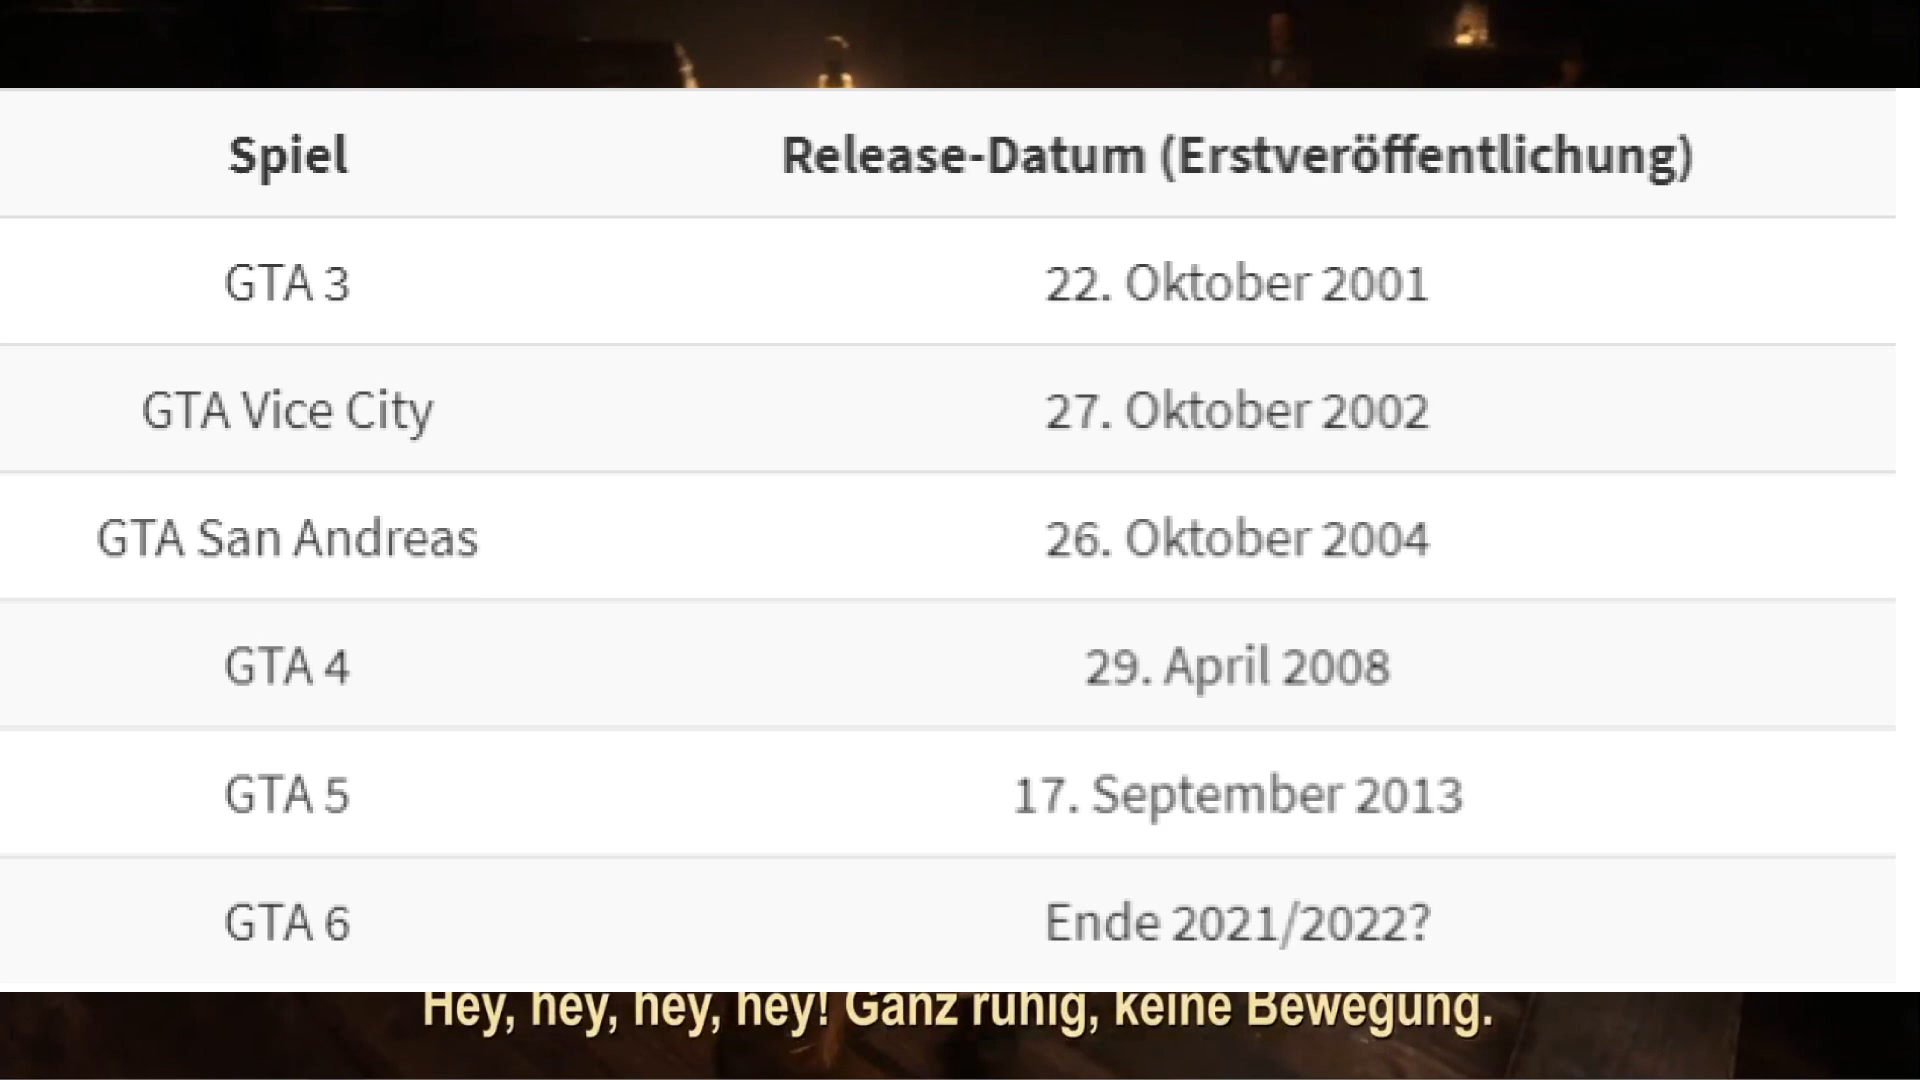 Spiel Release-Datum (Erstveröffentlichung)
GTA 3 22. Oktober 2001
GTA Vice City 27. Oktober 2002
GTA San Andreas 26. Oktober 2004
GTA 4 29. April 2008
GTA 5 17. September 2013
GTA 6 Ende 2021/2022?
Hey, hey, hey, hey! Ganz ruhig, keine Bewegung.